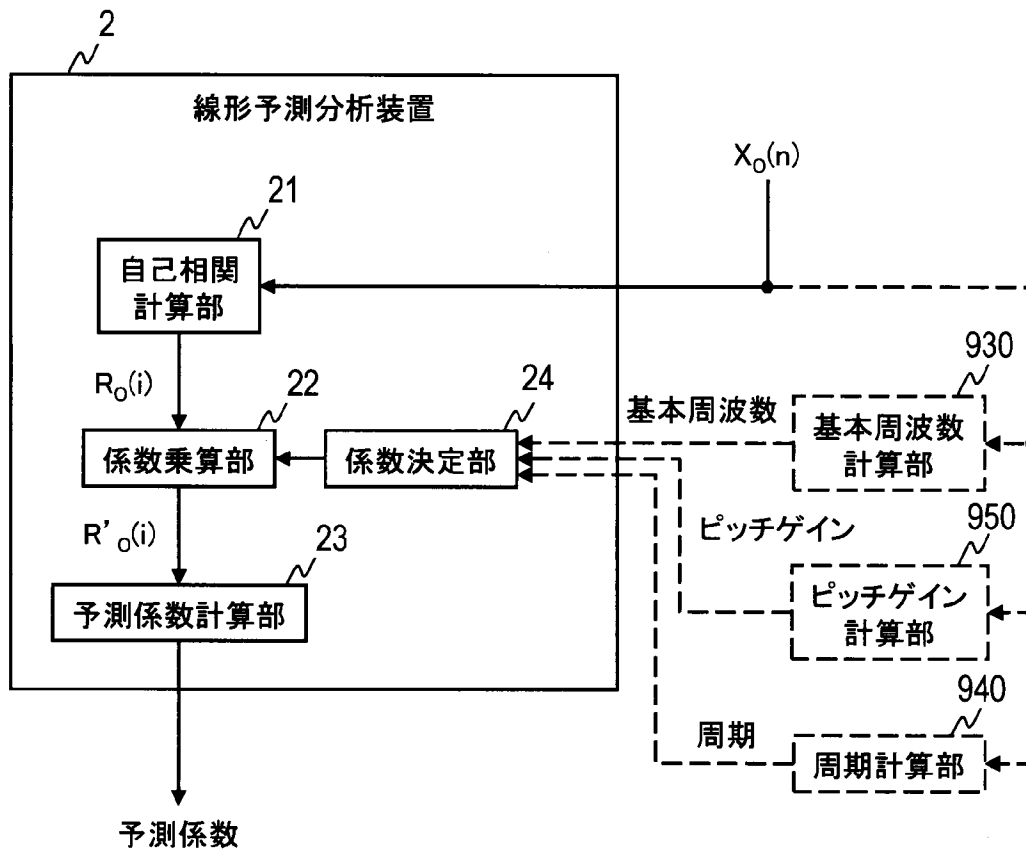 2
線形予測分析装置
X_O(n)
21
自己相関
計算部
R_O(i)
22
係数乗算部
24
係数決定部
基本周波数
930
基本周波数
計算部
R'_O(i)
ピッチゲイン
950
ピッチゲイン
計算部
23
予測係数計算部
周期
940
周期計算部
予測係数